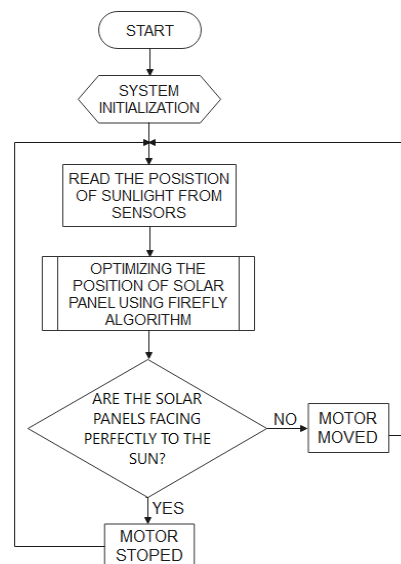 START
SYSTEM
INITIALIZATION
READ THE POSISTION
OF SUNLIGHT FROM
SENSORS
OPTIMIZING THE
POSITION OF SOLAR
PANEL USING FIREFLY
ALGORITHM
ARE THE SOLAR
PANELS FACING
PERFECTLY TO THE
SUN?
NO
MOTOR
MOVED
YES
MOTOR
STOPED